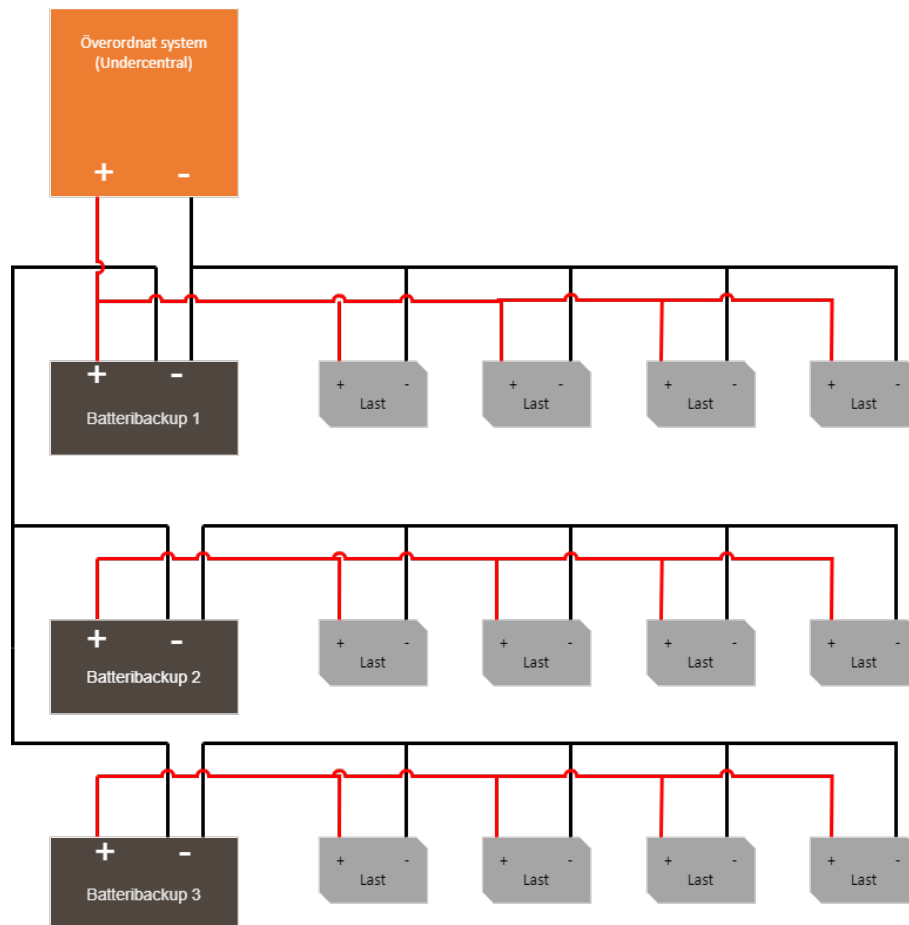 Överordnat system
(Undercentral)
+ -
+ -
Batteribackup 1
+ -
Last
+ -
Last
+ -
Last
+ -
Last
+ -
Batteribackup 2
+ -
Last
+ -
Last
+ -
Last
+ -
Last
+ -
Batteribackup 3
+ -
Last
+ -
Last
+ -
Last
+ -
Last